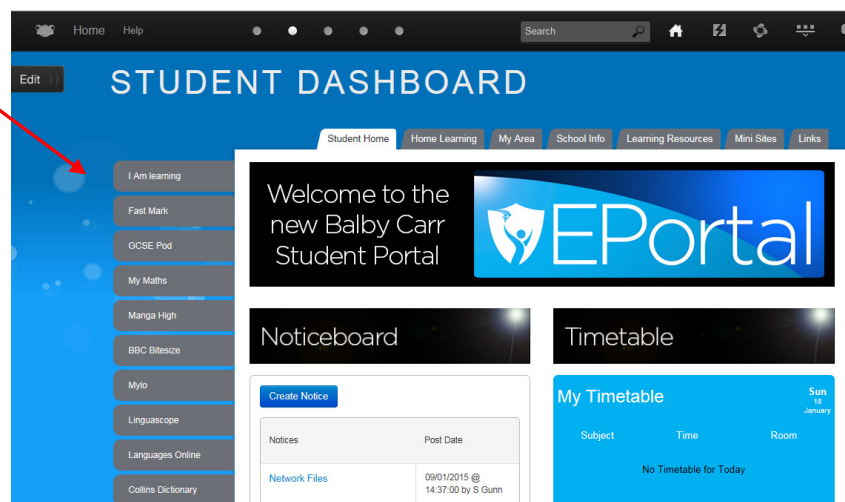 Home
Help
Search
Edit
STUDENT DASHBOARD
Student Home
Home Learning
My Area
School Info
Learning Resources
Mini Sites
Links
I Am learning
Fast Mark
GCSE Pod
My Maths
Manga High
BBC Bitesize
Mylo
Linguascope
Languages Online
Collins Dictionary
Welcome to the
new Balby Carr
Student Portal
EPortal
Noticeboard
Create Notice
Notices
Post Date
Network Files
09/01/2015 @
14:37:00 by S Gunn
Timetable
My Timetable
Sun
18
January
Subject
Time
Room
No Timetable for Today